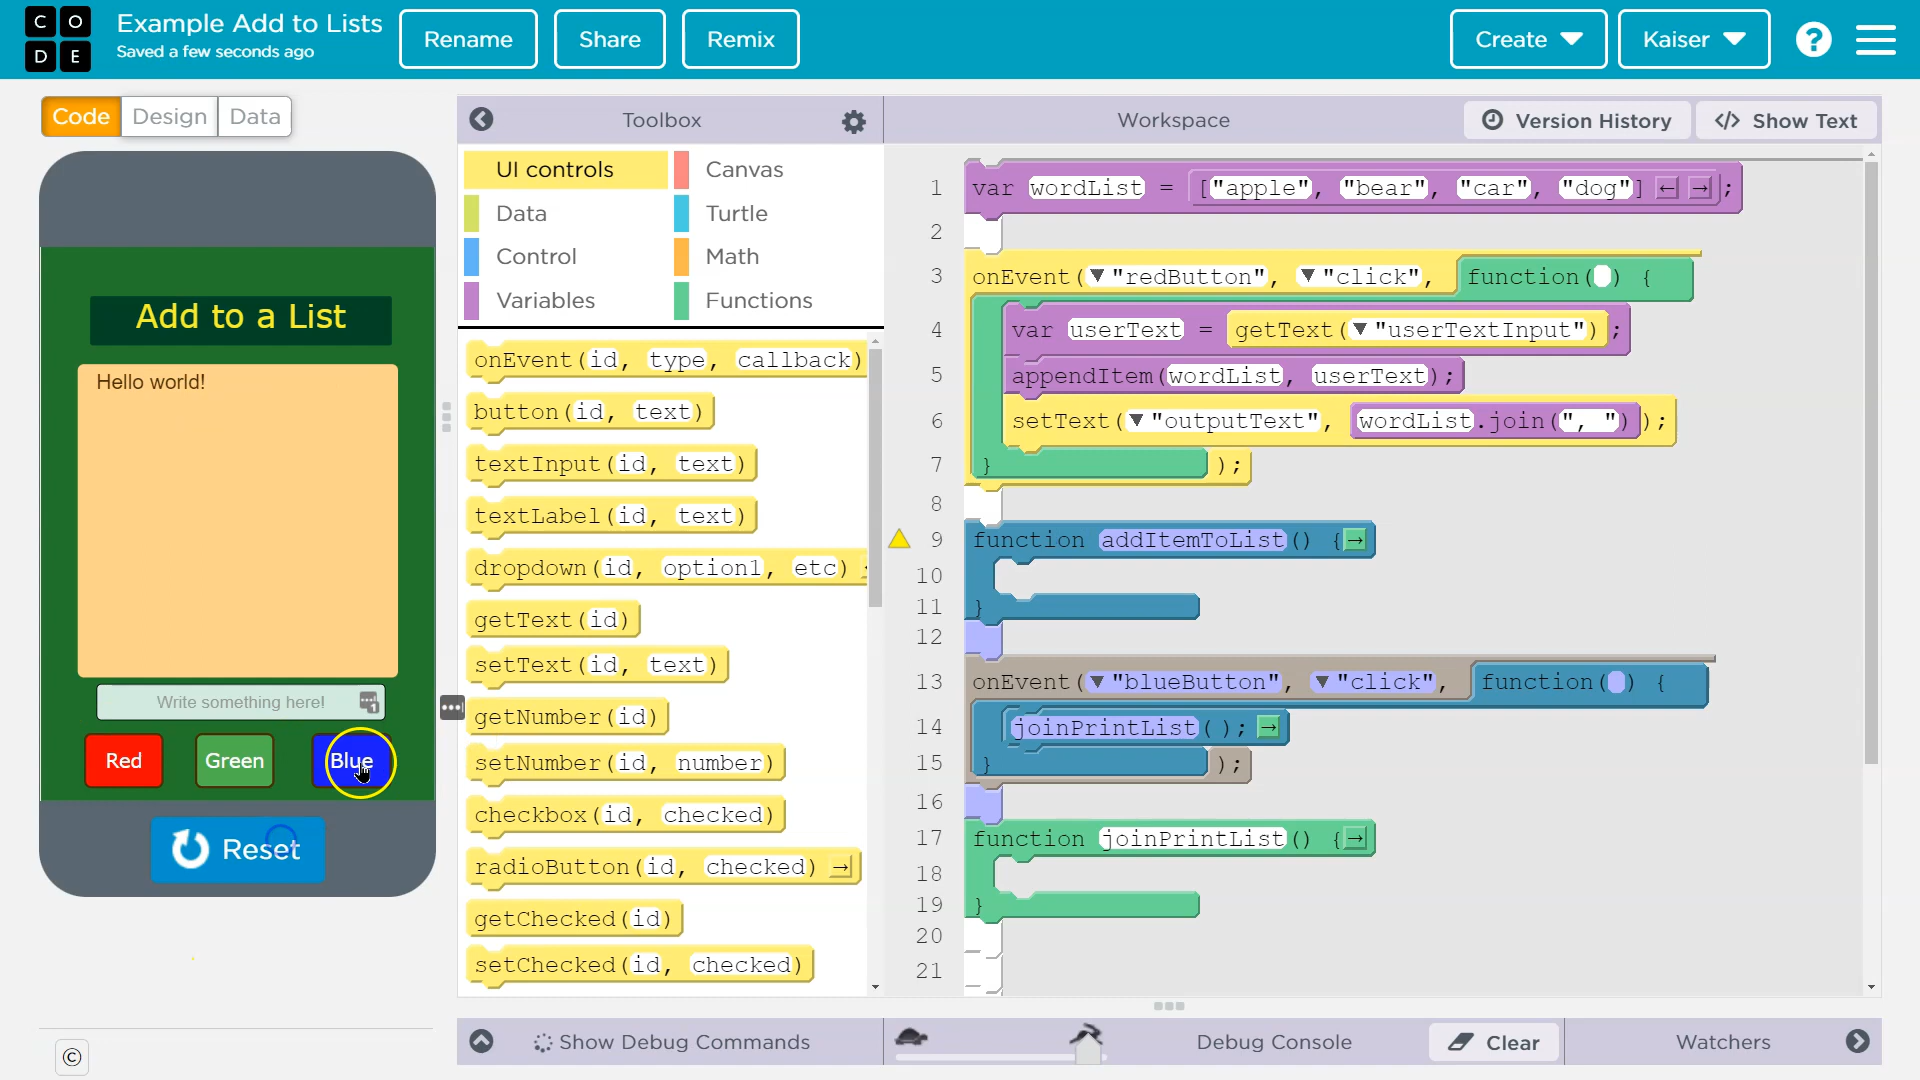 CODE
Example Add to Lists
Saved a few seconds ago
Rename
Share
Remix
Create
Kaiser
?
Code
Design
Data
Add to a List
Hello world!
Write something here!
Red
Green
Blue
Reset
©
Toolbox
UI controls
Canvas
Data
Turtle
Control
Math
Variables
Functions
onEvent(id, type, callback)
button(id, text)
textInput(id, text)
textLabel(id, text)
dropdown(id, option1, etc)
getText(id)
setText(id, text)
getNumber(id)
setNumber(id, number)
checkbox(id, checked)
radioButton(id, checked) →
getChecked(id)
setChecked(id, checked)
Workspace
Version History
</> Show Text
1 var wordList = ["apple", "bear", "car", "dog"] ← → ;
2
3 onEvent(▼ "redButton", ▼ "click", function() {
4 var userText = getText(▼ "userTextInput");
5 appendItem(wordList, userText);
6 setText(▼ "outputText", wordList.join(", "));
7 } );
8
9 function addItemToList() { →
10
11 }
12
13 onEvent(▼ "blueButton", ▼ "click", function() {
14 joinPrintList(); →
15 } );
16
17 function joinPrintList() { →
18
19 }
20
21
Show Debug Commands
Debug Console
Clear
Watchers